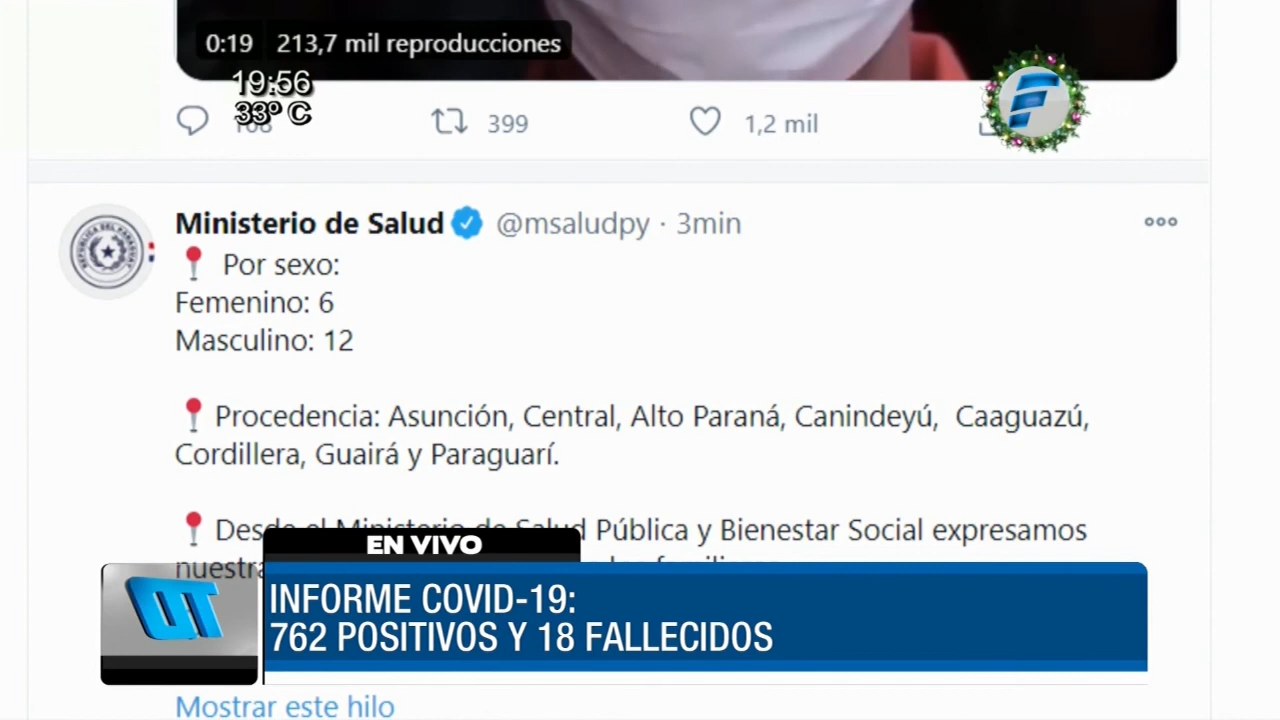 0:19 213,7 mil reproducciones
19:56
33º C
399
1,2 mil
Ministerio de Salud @msaludpy · 3min
📍 Por sexo:
Femenino: 6
Masculino: 12
📍Procedencia: Asunción, Central, Alto Paraná, Canindeyú, Caaguazú,
Cordillera, Guairá y Paraguarí.
📍Desde el Ministerio de Salud Pública y Bienestar Social expresamos
nuestra
EN VIVO
INFORME COVID-19:
762 POSITIVOS Y 18 FALLECIDOS
Mostrar este hilo